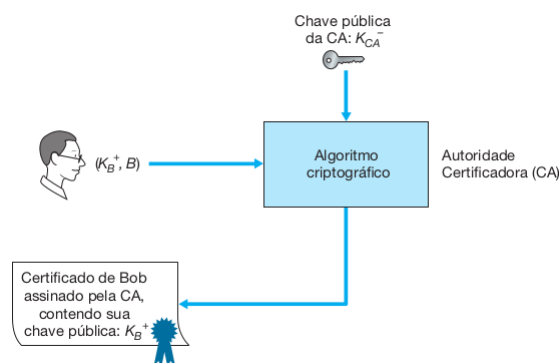 Chave pública
da CA: K_CA^−
(K_B^+, B)
Algoritmo
criptográfico
Autoridade
Certificadora (CA)
Certificado de Bob
assinado pela CA,
contendo sua
chave pública: K_B^+